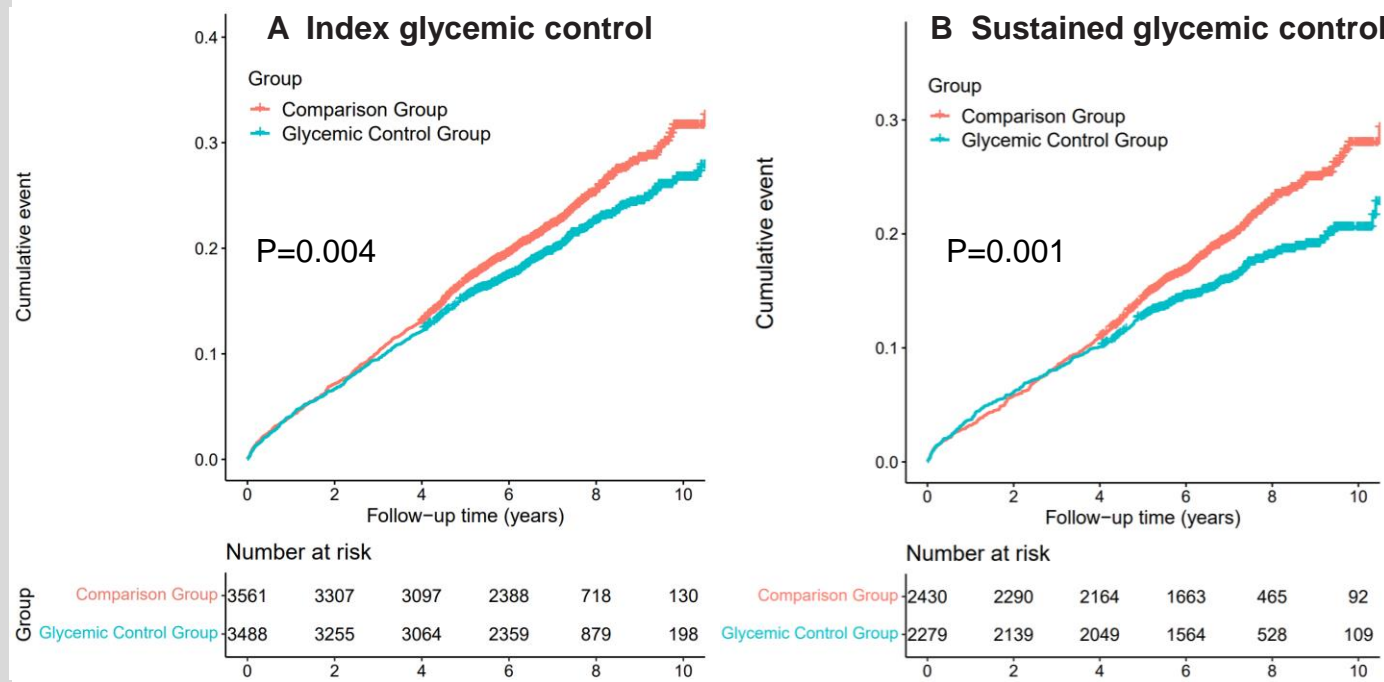 A Index glycemic control
Group
Comparison Group
Glycemic Control Group
P=0.004
Cumulative event
0.4
0.3
0.2
0.1
0.0
0 2 4 6 8 10
Follow−up time (years)
Number at risk
Group
Comparison Group 3561 3307 3097 2388 718 130
Glycemic Control Group 3488 3255 3064 2359 879 198
0 2 4 6 8 10
B Sustained glycemic control
Group
Comparison Group
Glycemic Control Group
P=0.001
Cumulative event
0.3
0.2
0.1
0.0
0 2 4 6 8 10
Follow−up time (years)
Number at risk
Comparison Group 2430 2290 2164 1663 465 92
Glycemic Control Group 2279 2139 2049 1564 528 109
0 2 4 6 8 10